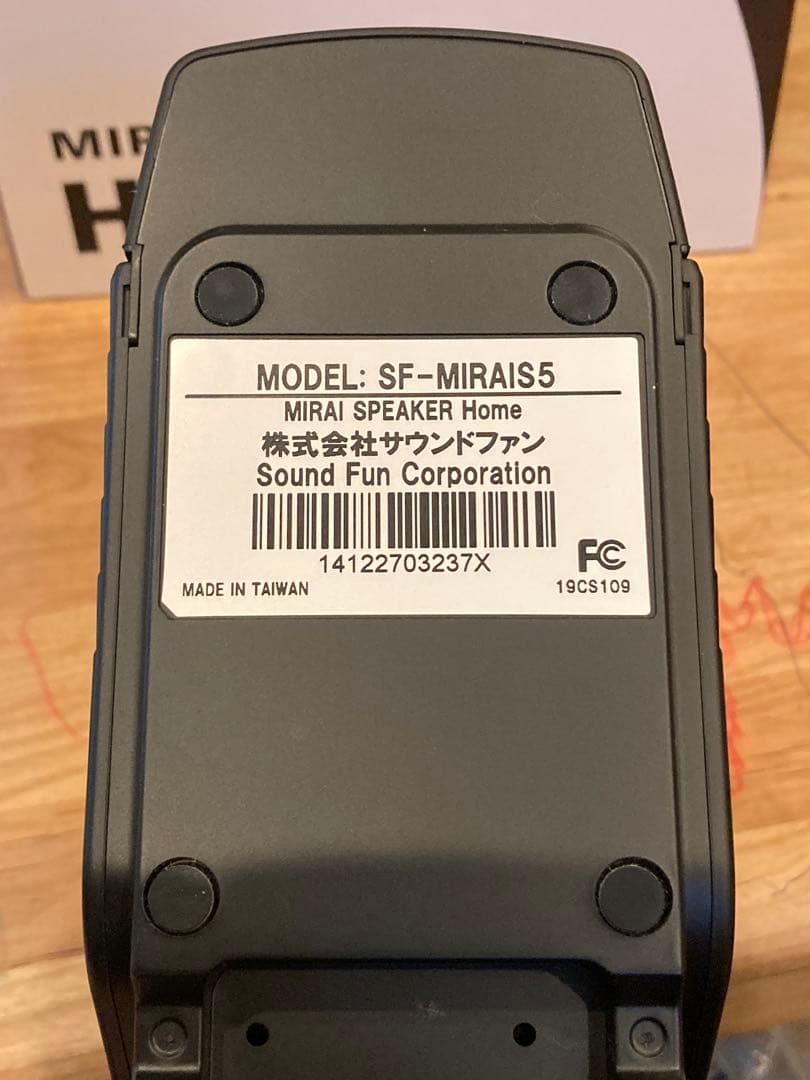 MODEL: SF-MIRAIS5
MIRAI SPEAKER Home
株式会社サウンドファン
Sound Fun Corporation
14122703237X
FC
MADE IN TAIWAN
19CS109